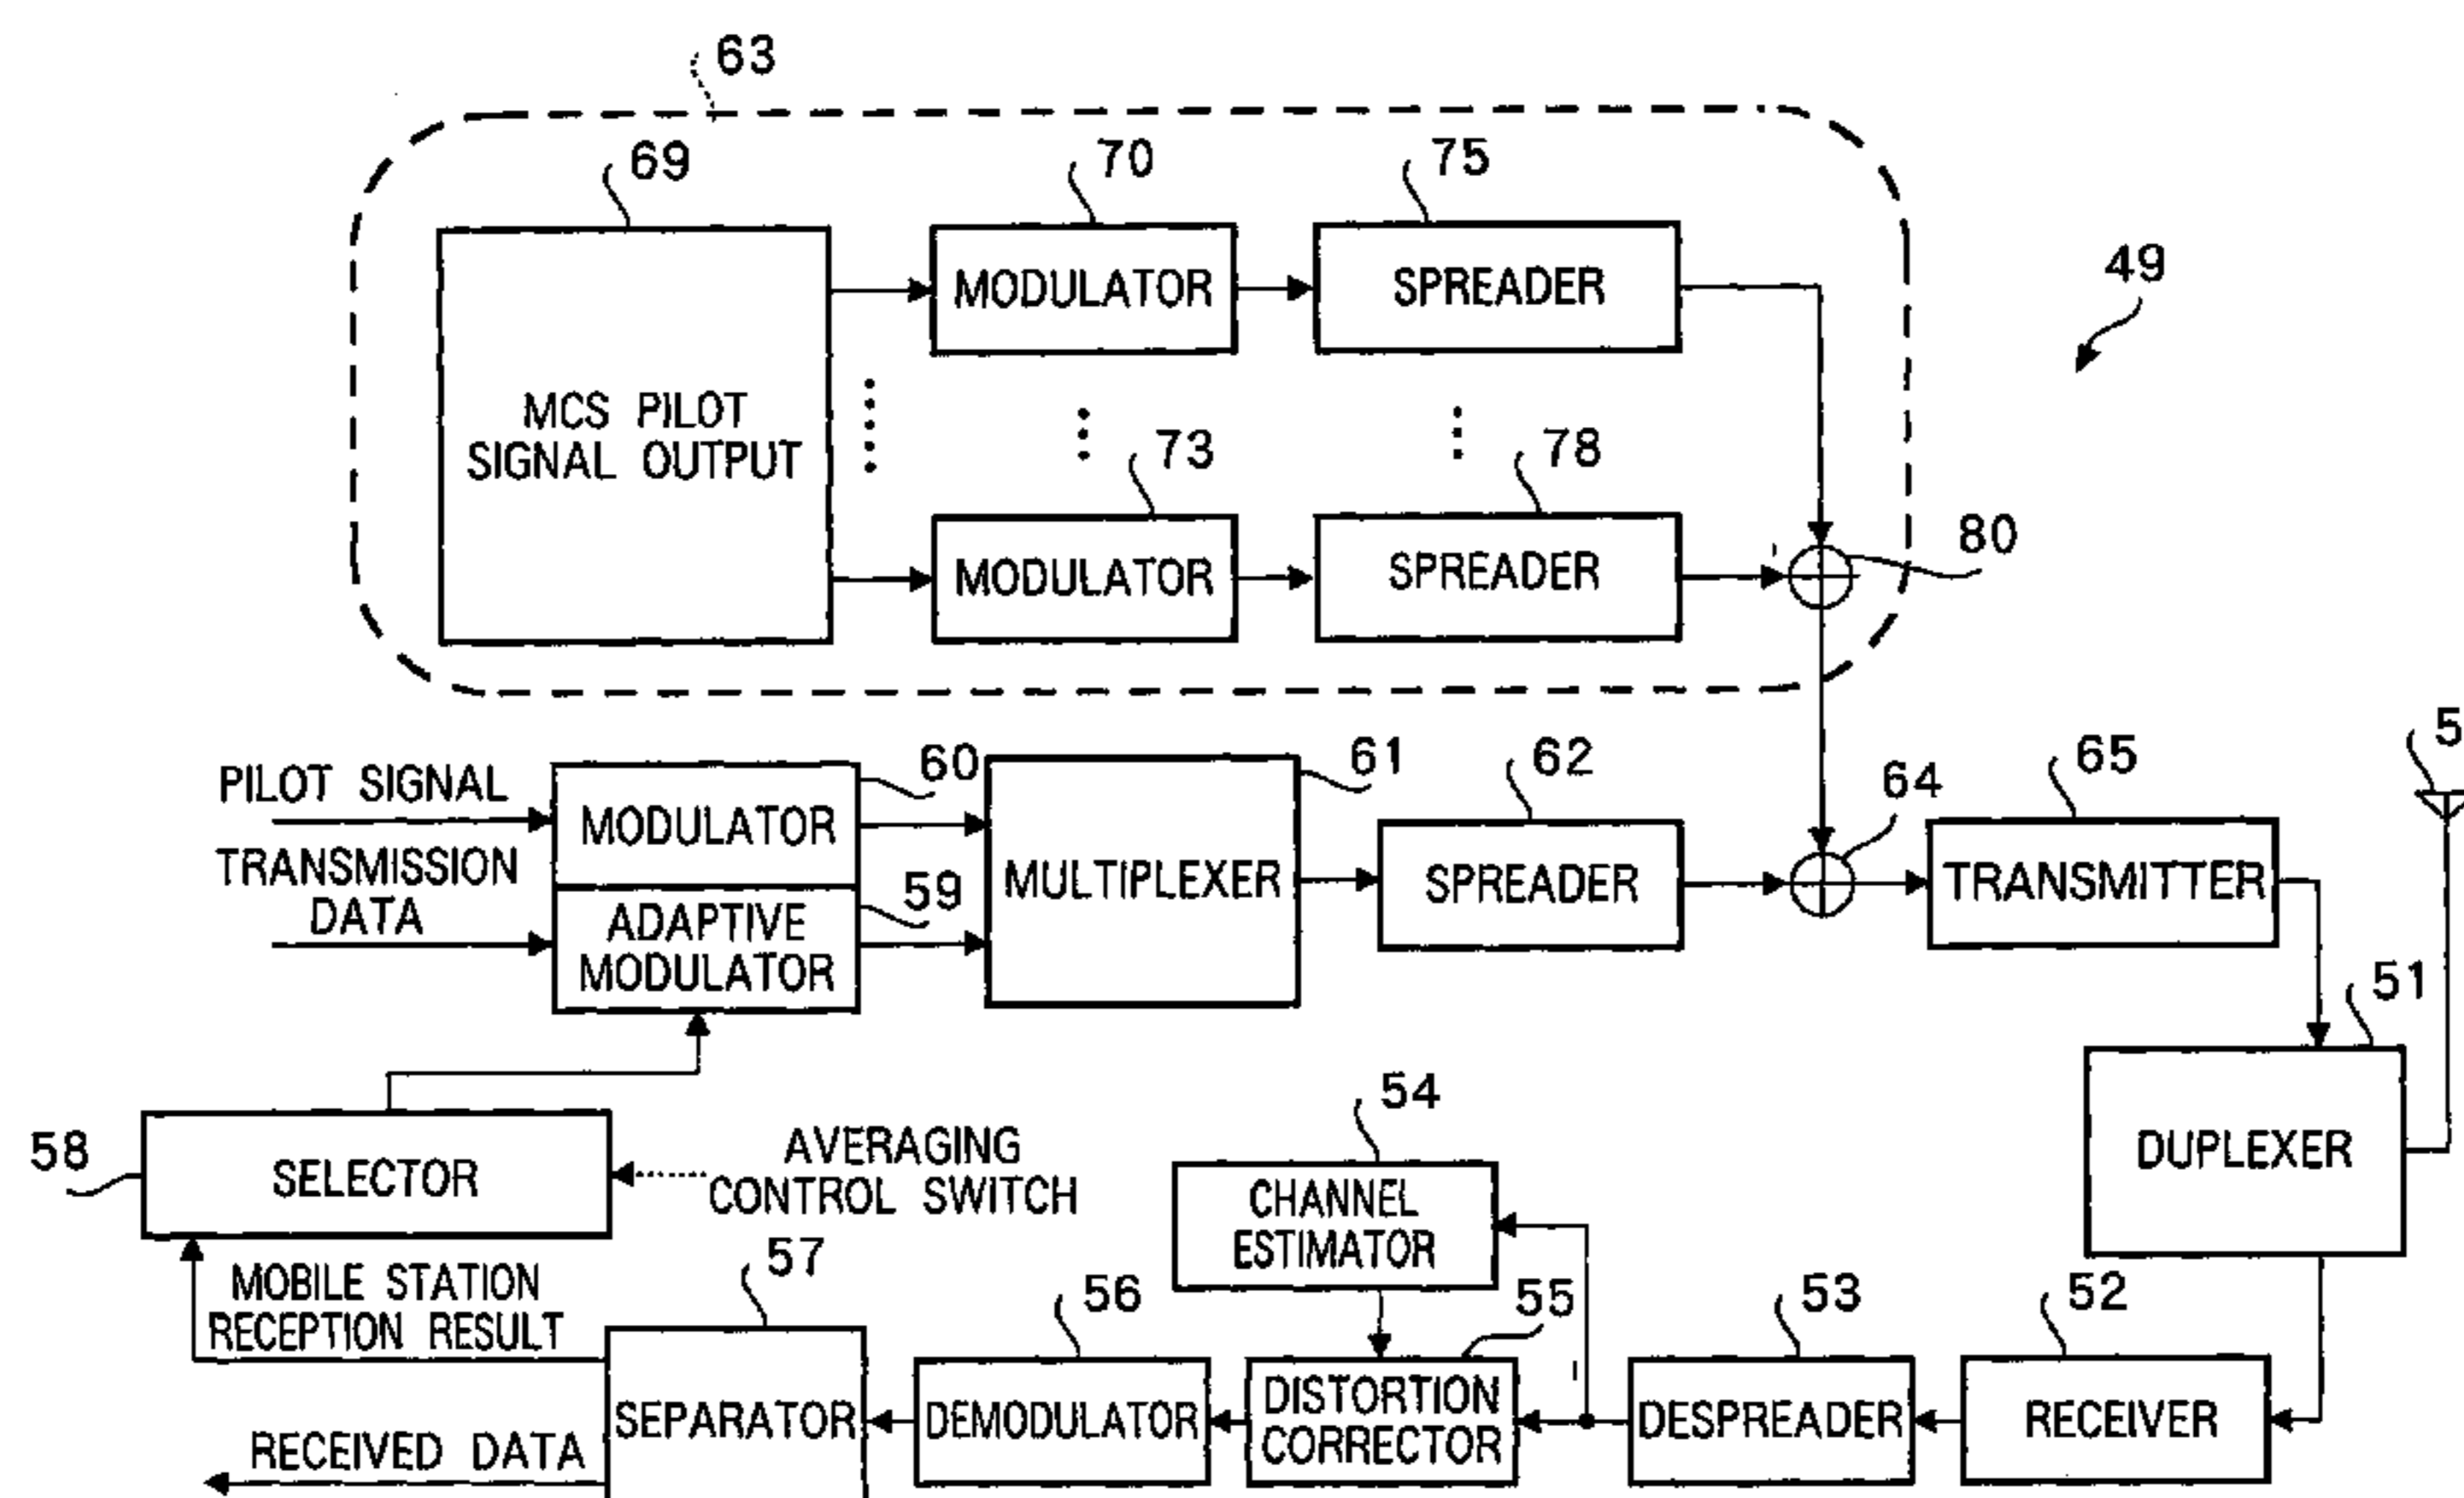 63
69
70
75
MODULATOR
SPREADER
49
MCS PILOT
SIGNAL OUTPUT
73
78
MODULATOR
SPREADER
80
PILOT SIGNAL
60
61
62
64
65
5
MODULATOR
TRANSMISSION
DATA
59
ADAPTIVE
MODULATOR
MULTIPLEXER
SPREADER
TRANSMITTER
51
58
SELECTOR
AVERAGING
CONTROL SWITCH
54
CHANNEL
ESTIMATOR
DUPLEXER
MOBILE STATION
RECEPTION RESULT
57
56
55
53
52
SEPARATOR
DEMODULATOR
DISTORTION
CORRECTOR
DESPREADER
RECEIVER
RECEIVED DATA